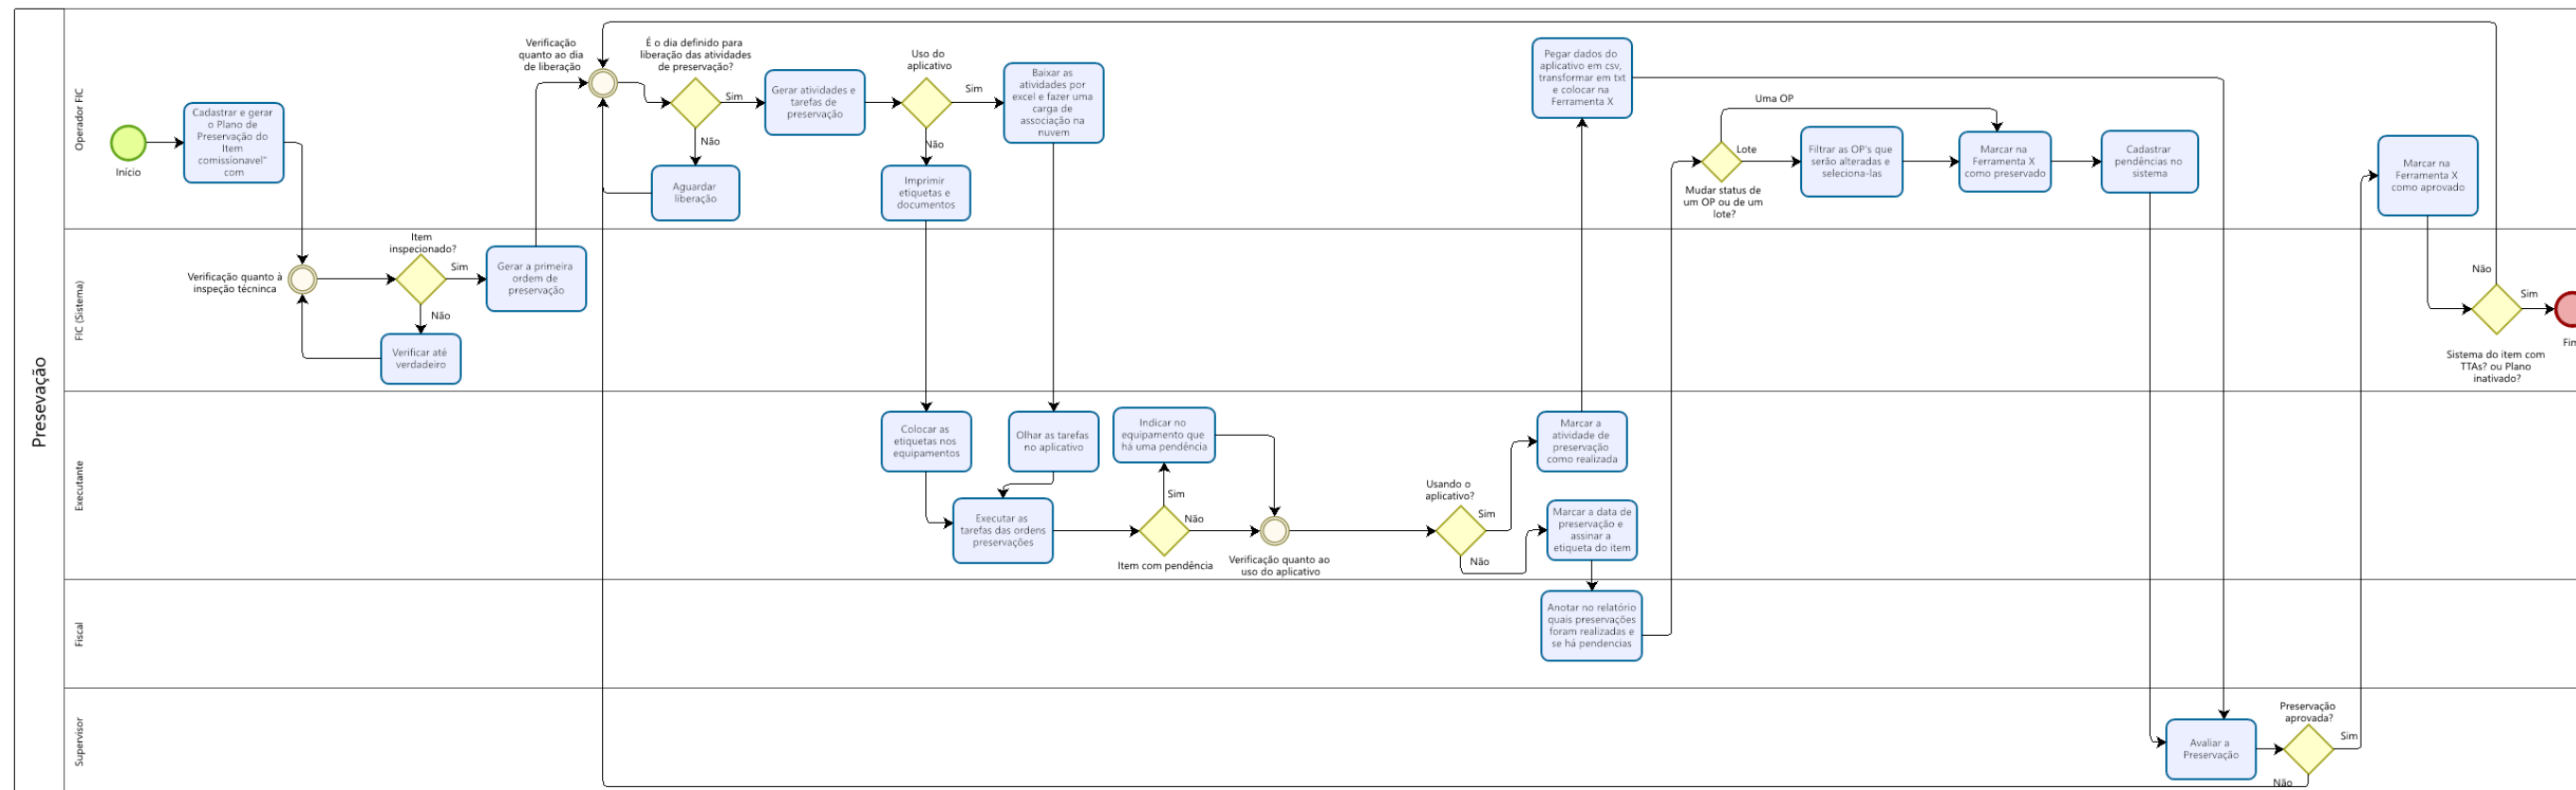 Presevação
Operador FIC
Início
Cadastrar e gerar
o Plano de
Preservação do
Item
comissionavel"
com
Verificação
quanto ao dia
de liberação
É o dia definido para
liberação das atividades
de preservação?
Sim
Não
Aguardar
liberação
Gerar atividades e
tarefas de
preservação
Uso do
aplicativo
Sim
Não
Baixar as
atividades por
excel e fazer uma
carga de
associação na
nuvem
Imprimir
etiquetas e
documentos
Pegar dados do
aplicativo em csv,
transformar em txt
e colocar na
Ferramenta X
Uma OP
Lote
Mudar status de
um OP ou de um
lote?
Filtrar as OP's que
serão alteradas e
seleciona-las
Marcar na
Ferramenta X
como preservado
Cadastrar
pendências no
sistema
Marcar na
Ferramenta X
como aprovado
FIC (Sistema)
Verificação quanto à
inspeção técninca
Item
inspecionado?
Sim
Não
Verificar até
verdadeiro
Gerar a primeira
ordem de
preservação
Não
Sim
Sistema do item com
TTAs? ou Plano
inativado?
Fim
Executante
Colocar as
etiquetas nos
equipamentos
Olhar as tarefas
no aplicativo
Executar as
tarefas das ordens
preservações
Indicar no
equipamento que
há uma pendência
Sim
Não
Item com pendência
Verificação quanto ao
uso do aplicativo
Usando o
aplicativo?
Sim
Não
Marcar a
atividade de
preservação
como realizada
Marcar a data de
preservação e
assinar a
etiqueta do item
Fiscal
Anotar no relatório
quais preservações
foram realizadas e
se há pendencias
Supervisor
Avaliar a
Preservação
Preservação
aprovada?
Sim
Não